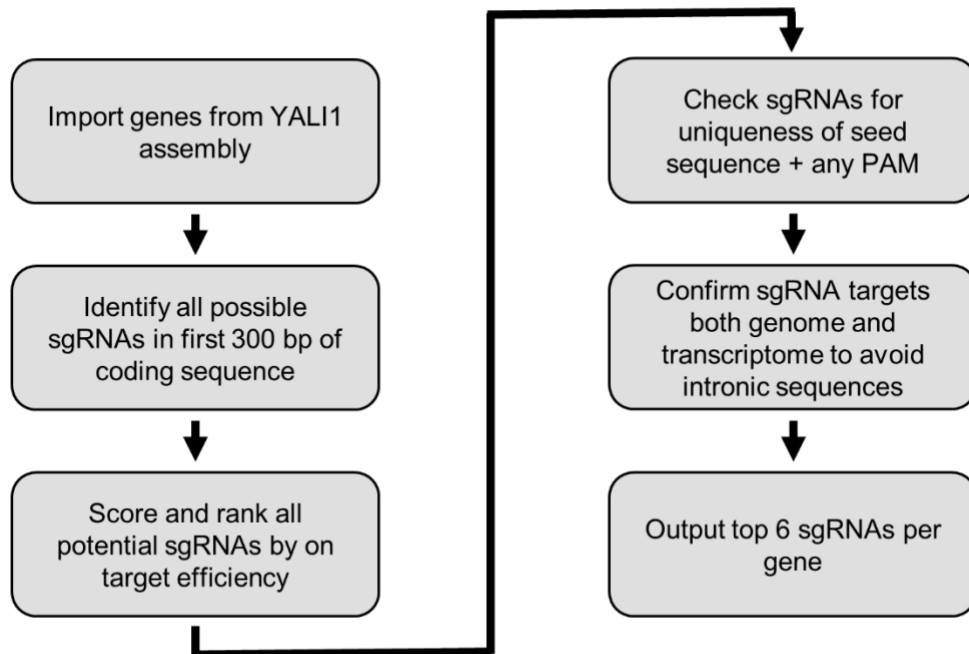 Import genes from YALI1
assembly
Identify all possible
sgRNAs in first 300 bp of
coding sequence
Score and rank all
potential sgRNAs by on
target efficiency
Check sgRNAs for
uniqueness of seed
sequence + any PAM
Confirm sgRNA targets
both genome and
transcriptome to avoid
intronic sequences
Output top 6 sgRNAs per
gene